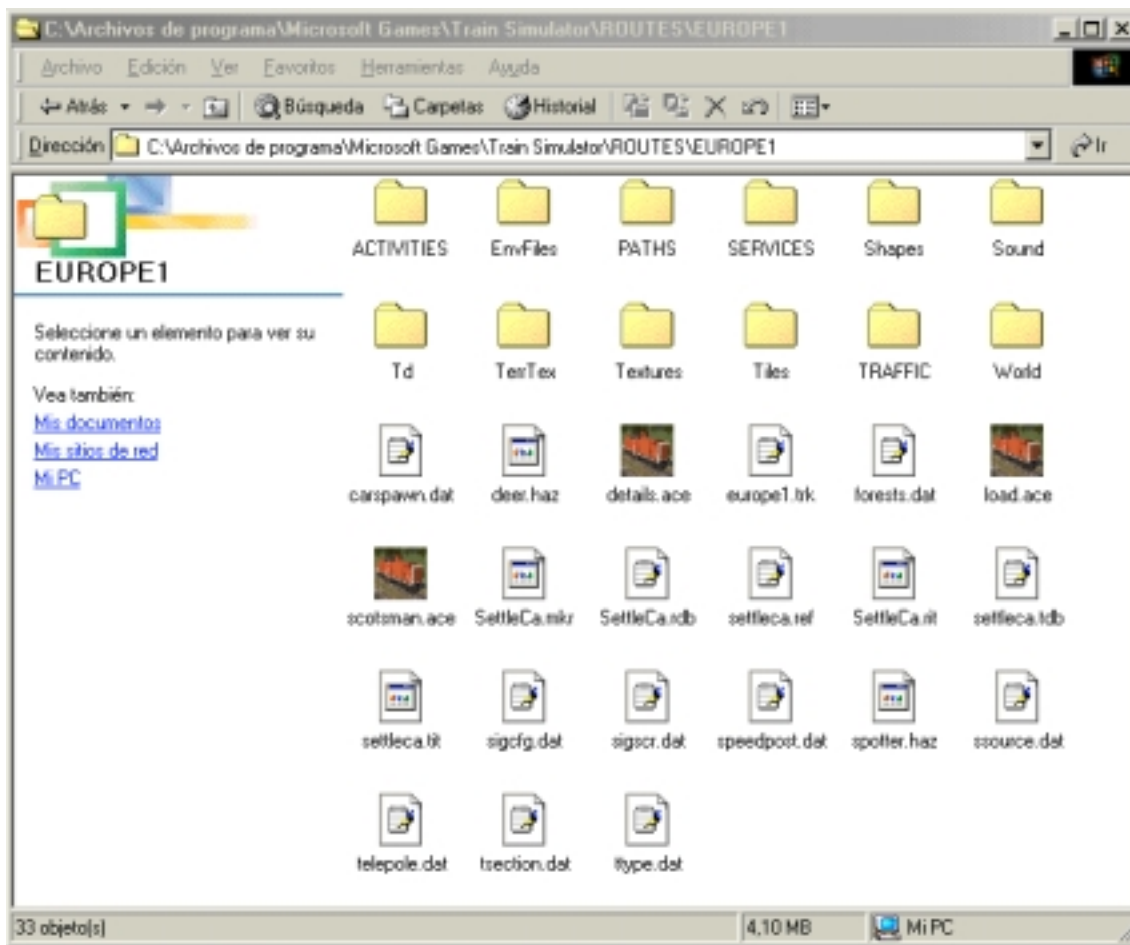 C:\Archivos de programa\Microsoft Games\Train Simulator\ROUTES\EUROPE1
Archivo Edición Ver Favoritos Herramientas Ayuda
Atrás Búsqueda Carpetas Historial
Dirección C:\Archivos de programa\Microsoft Games\Train Simulator\ROUTES\EUROPE1 Ir
EUROPE1
Seleccione un elemento para ver su
contenido.
Vea también:
Mis documentos
Mis sitios de red
Mi PC
ACTIVITIES EnvFiles PATHS SERVICES Shapes Sound
Td TerrTex Textures Tiles TRAFFIC World
carspawn.dat deer.haz details.ace europe1.trk forests.dat load.ace
scotsman.ace SettleCa.mkr SettleCa.rdb settleca.ref SettleCa.rit settleca.tdb
settleca.tit sigcfg.dat sigscr.dat speedpost.dat spotter.haz ssource.dat
telepole.dat tsection.dat ttype.dat
33 objeto(s) 4,10 MB Mi PC